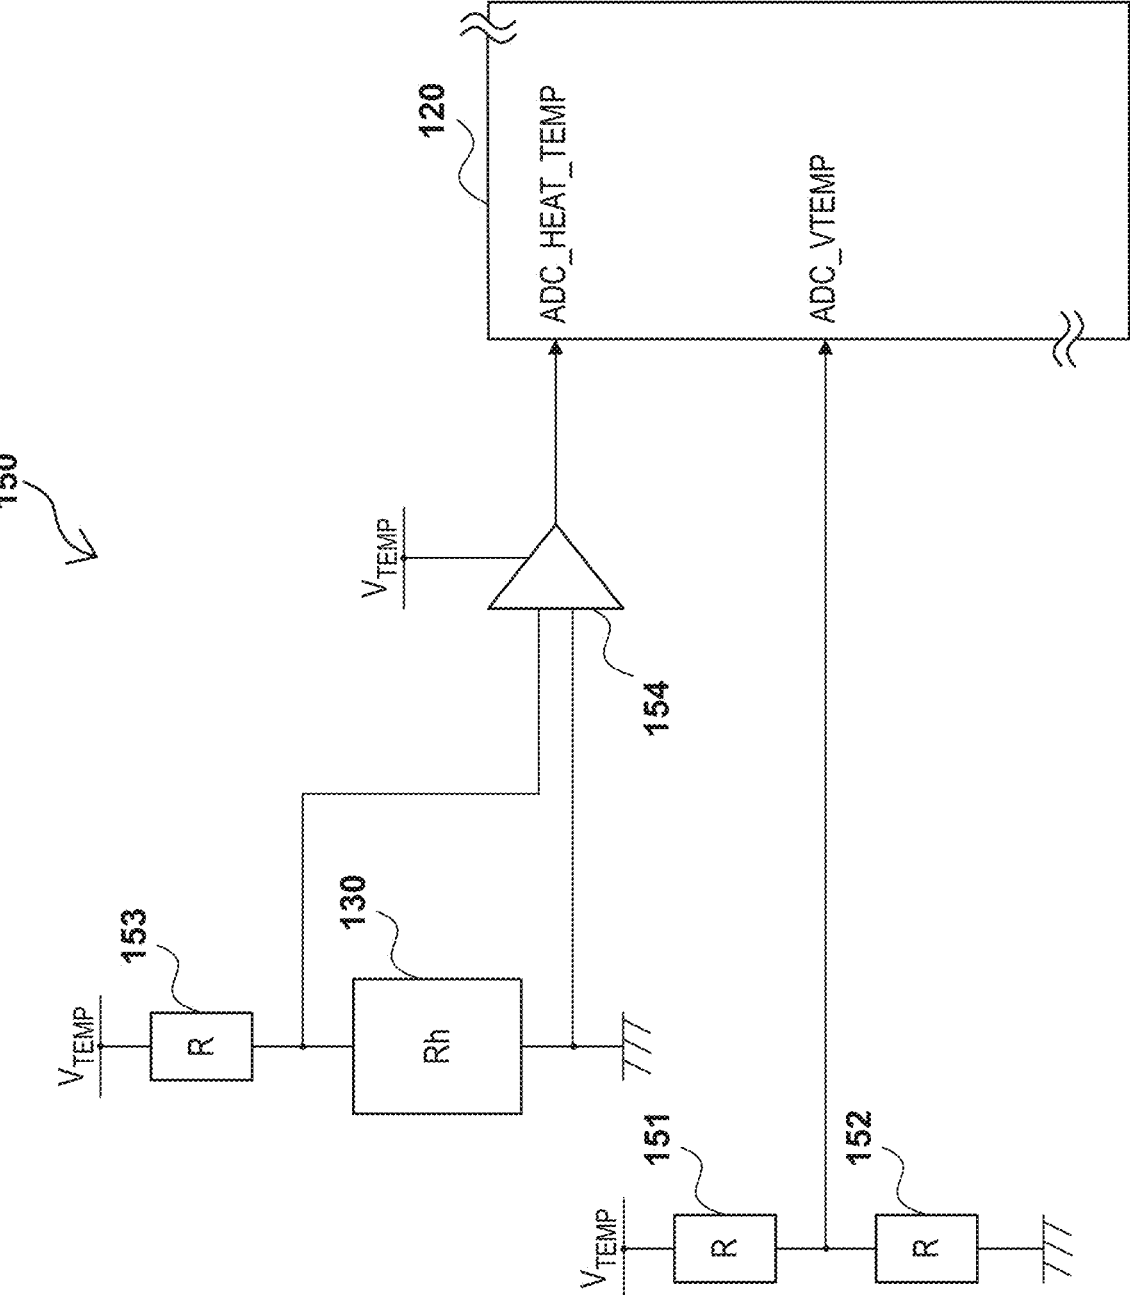 150
120
ADC_HEAT_TEMP
ADC_VTEMP
VTEMP
154
153
130
VTEMP
R
Rh
151
152
VTEMP
R
R